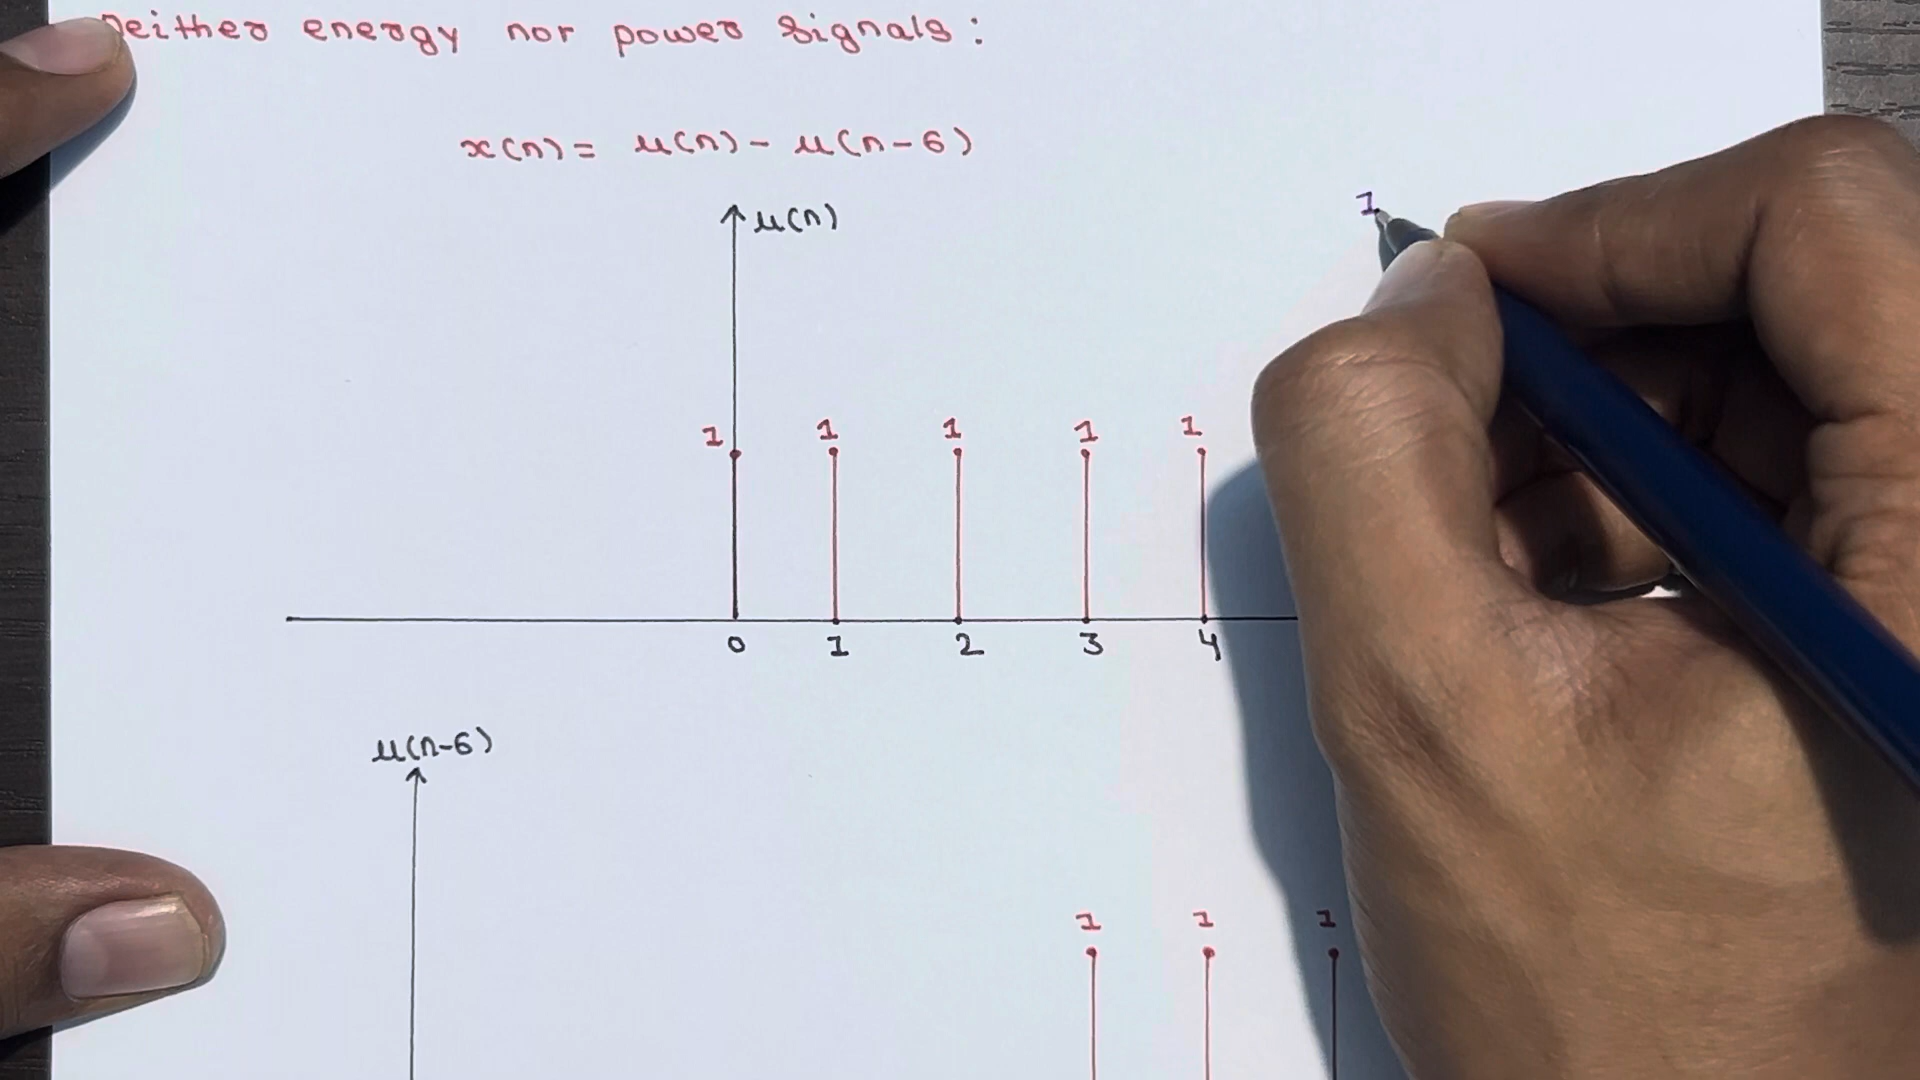 neither energy nor power signals:
x(n) = u(n) - u(n-6)
1
u(n)
1 1 1 1 1
0 1 2 3 4
u(n-6)
1 1 1